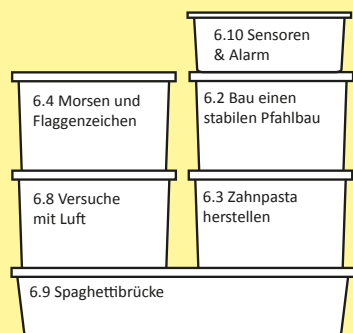 6.10 Sensoren
& Alarm
6.4 Morsen und
Flaggenzeichen
6.2 Bau einen
stabilen Pfahlbau
6.8 Versuche
mit Luft
6.3 Zahnpasta
herstellen
6.9 Spaghettibrücke